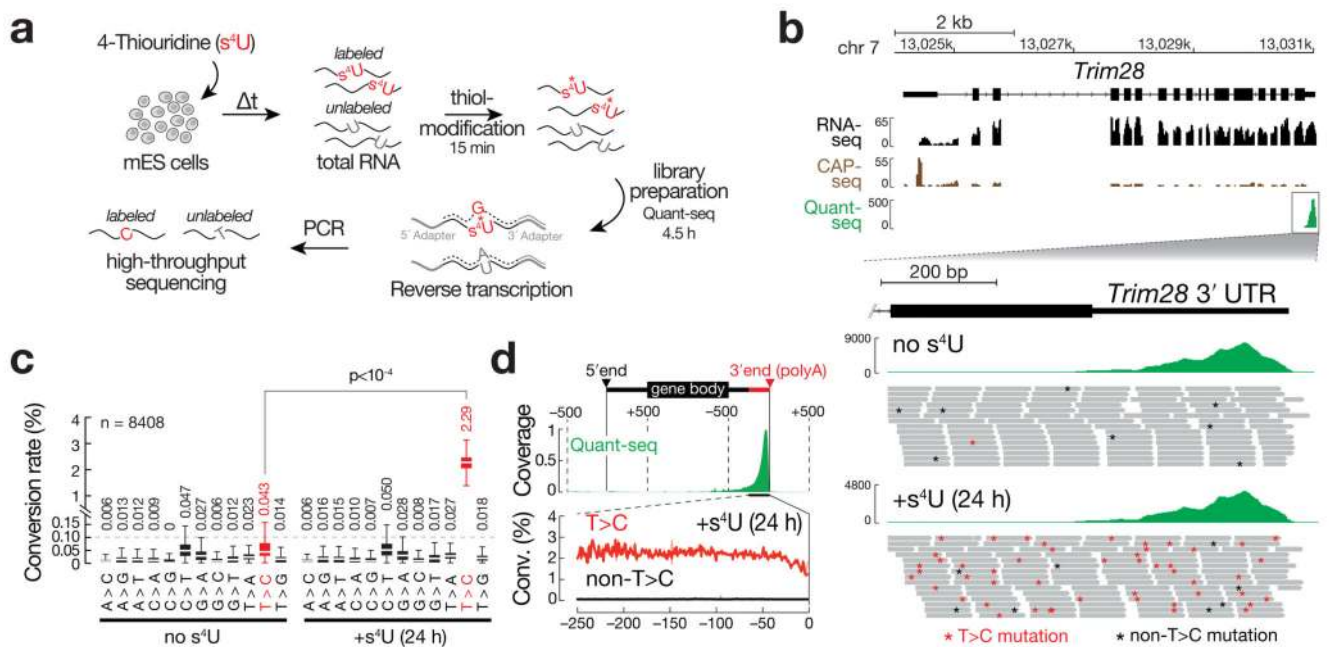 a
4-Thiouridine (s⁴U)
mES cells
Δt
labeled
s⁴U
s⁴U
unlabeled
total RNA
thiol-
modification
15 min
*
s⁴U
*
s⁴U
library
preparation
Quant-seq
4.5 h
G
*
s⁴U
5´ Adapter
3´ Adapter
Reverse transcription
PCR
labeled
unlabeled
C
T
high-throughput
sequencing
b
2 kb
chr 7
13,025k
13,027k
13,029k
13,031k
Trim28
RNA-
seq
65
0
CAP-
seq
55
0
Quant-
seq
500
0
200 bp
Trim28 3´ UTR
no s⁴U
9000
0
+s⁴U (24 h)
4800
0
* T>C mutation
* non-T>C mutation
c
p<10⁻⁴
n = 8408
Conversion rate (%)
4
3
2
1
0.15
0.10
0.05
0
0.006
0.013
0.012
0.009
0
0.047
0.027
0.006
0.012
0.023
0.043
0.014
0.006
0.016
0.015
0.010
0
0.050
0.028
0.008
0.017
0.027
2.29
0.018
A>C
A>G
A>T
C>A
C>G
C>T
G>A
G>C
G>T
T>A
T>C
T>G
A>C
A>G
A>T
C>A
C>G
C>T
G>A
G>C
G>T
T>A
T>C
T>G
no s⁴U
+s⁴U (24 h)
d
5´end
3´end (polyA)
gene body
−500
+500
−500
+500
Coverage
1
0.5
0
Quant-seq
Conv. (%)
4
3
2
1
0
T>C
+s⁴U (24 h)
non-T>C
−250
−200
−150
−100
−50
0